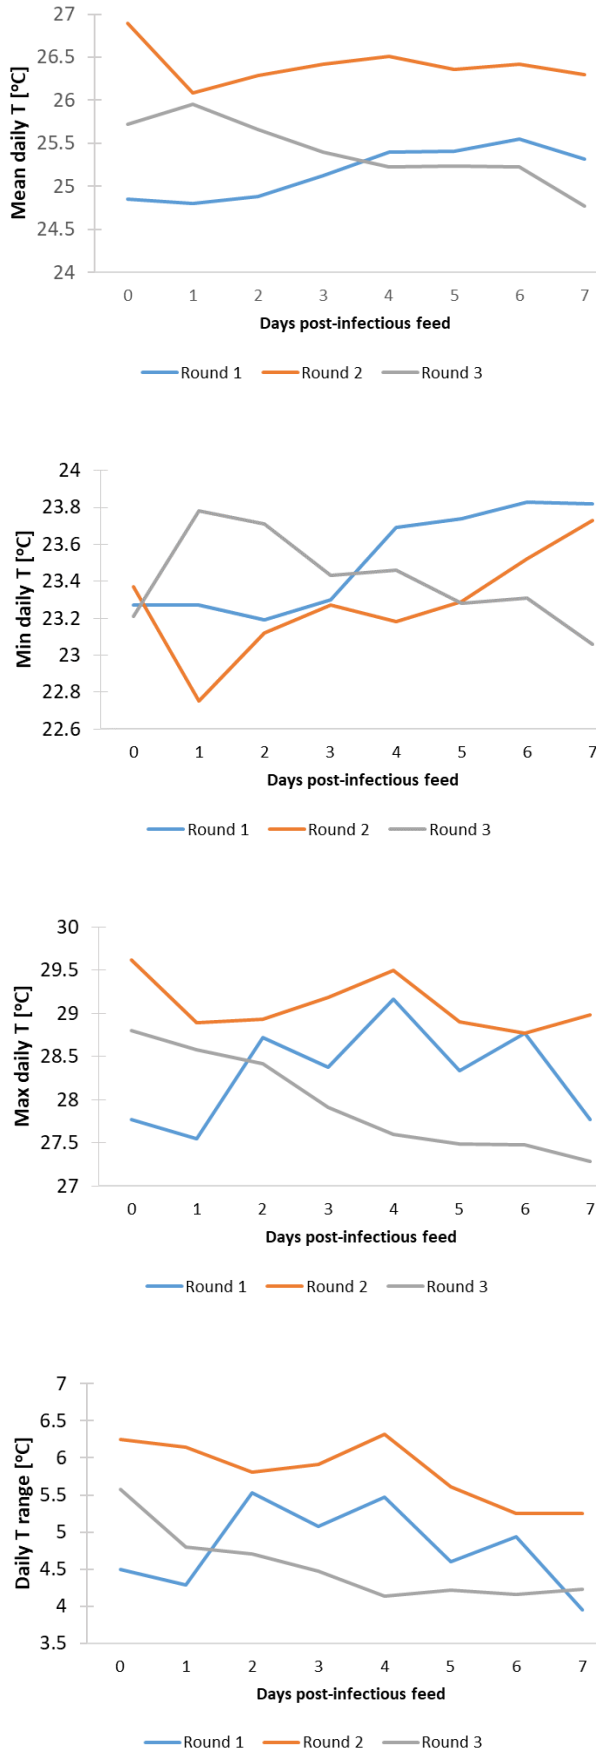 Mean daily T [°C]
27
26.5
26
25.5
25
24.5
24
0 1 2 3 4 5 6 7
Days post-infectious feed
Round 1 Round 2 Round 3
Min daily T [°C]
24
23.8
23.6
23.4
23.2
23
22.8
22.6
0 1 2 3 4 5 6 7
Days post-infectious feed
Round 1 Round 2 Round 3
Max daily T [°C]
30
29.5
29
28.5
28
27.5
27
0 1 2 3 4 5 6 7
Days post-infectious feed
Round 1 Round 2 Round 3
Daily T range [°C]
7
6.5
6
5.5
5
4.5
4
3.5
0 1 2 3 4 5 6 7
Days post-infectious feed
Round 1 Round 2 Round 3